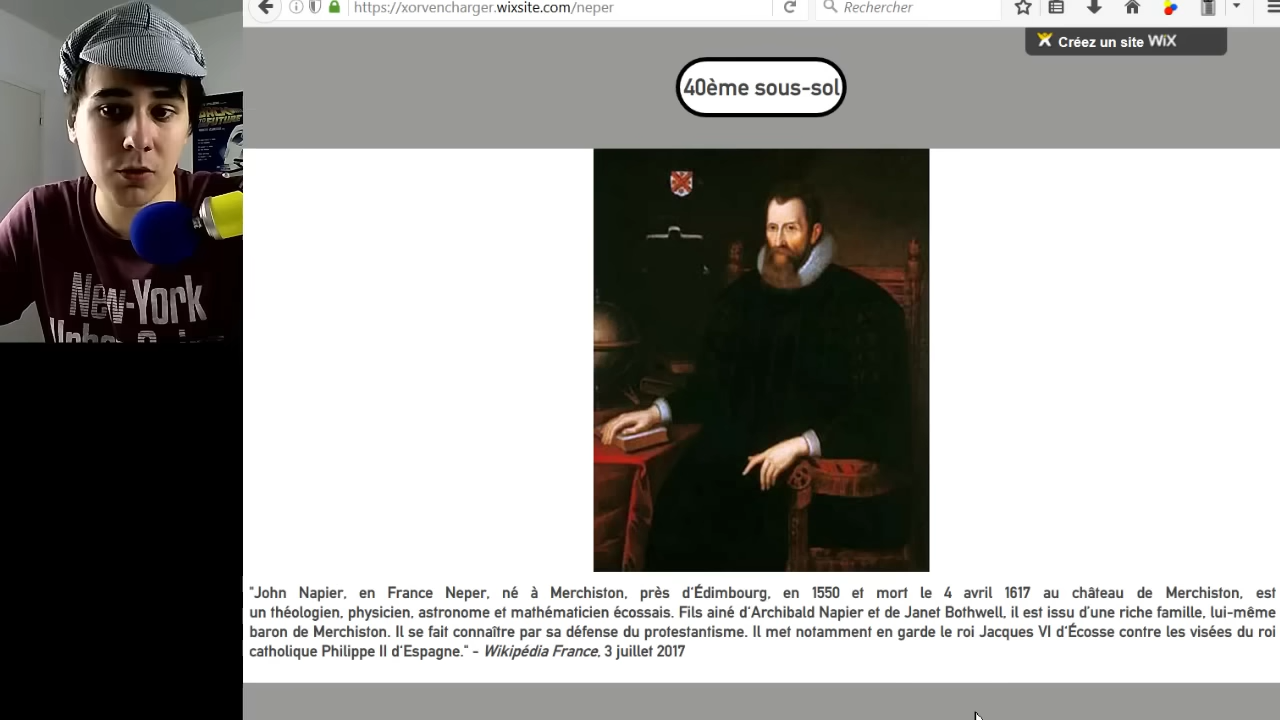 https://xorvencharger.wixsite.com/neper
Rechercher
Créez un site WiX
40ème sous-sol
BACK
TO THE
FUTURE
New-York
"John Napier, en France Neper, né à Merchiston, près d'Édimbourg, en 1550 et mort le 4 avril 1617 au château de Merchiston, est
un théologien, physicien, astronome et mathématicien écossais. Fils ainé d'Archibald Napier et de Janet Bothwell, il est issu d'une riche famille, lui-même
baron de Merchiston. Il se fait connaître par sa défense du protestantisme. Il met notamment en garde le roi Jacques VI d'Écosse contre les visées du roi
catholique Philippe II d'Espagne." - Wikipédia France, 3 juillet 2017